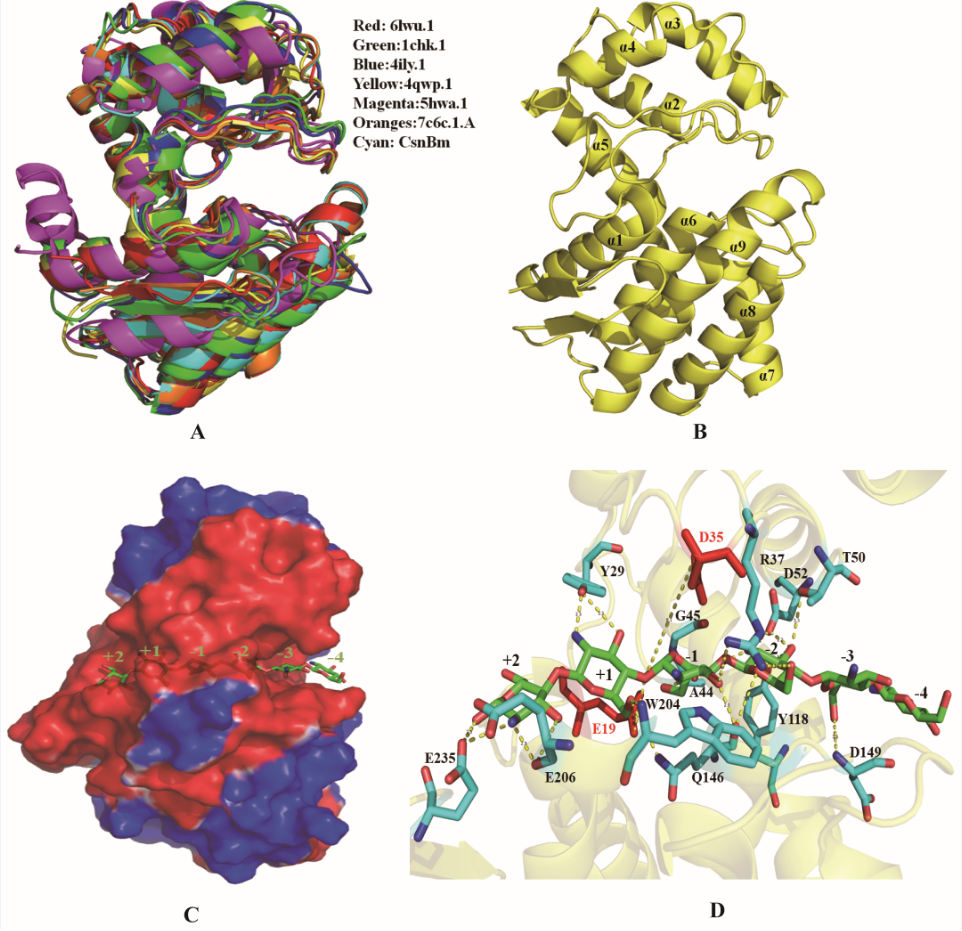 Red: 6lwu.1
Green:1chk.1
Blue:4ily.1
Yellow:4qwp.1
Magenta:5hwa.1
Oranges:7c6c.1.A
Cyan: CsnBm
A
α3
α4
α2
α5
α6
α1
α9
α8
α7
B
+2 +1 -1 -2 -3 -4
C
D35
Y29
R37
T50
D52
G45
+2
-1
-2
-3
+1
A44
-4
W204
E19
Y118
E235
E206
Q146
D149
D